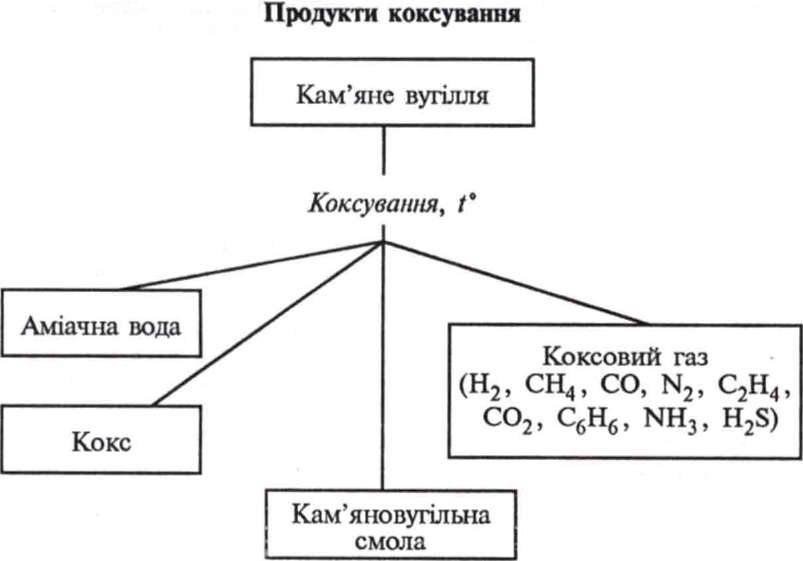 Продукти коксування
Кам’яне вугілля
Коксування, t°
Аміачна вода
Кокс
Кам’яновугільна
смола
Коксовий газ
(H₂, CH₄, CO, N₂, C₂H₄,
CO₂, C₆H₆, NH₃, H₂S)